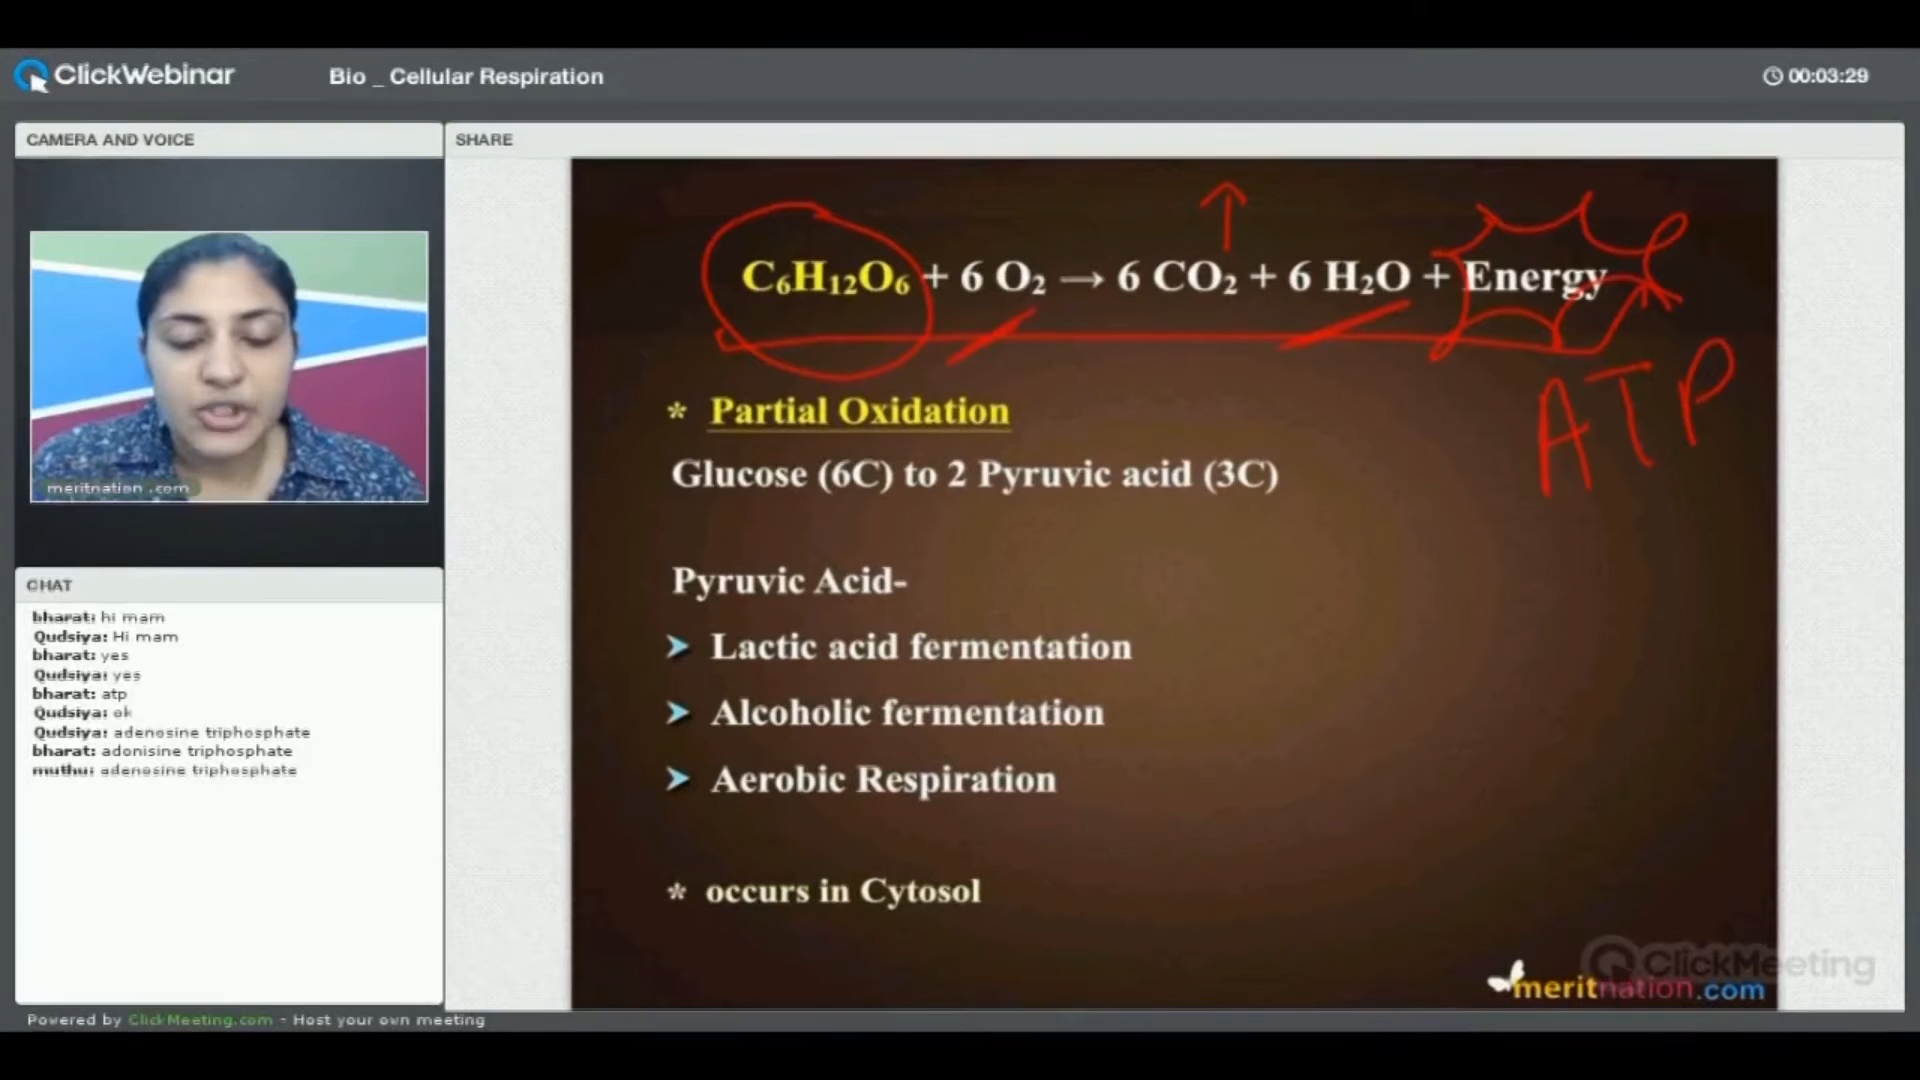 ClickWebinar
Bio _ Cellular Respiration
00:03:29
CAMERA AND VOICE
SHARE
meritnation .com
C₆H₁₂O₆ + 6 O₂ → 6 CO₂ + 6 H₂O + Energy
ATP
* Partial Oxidation
Glucose (6C) to 2 Pyruvic acid (3C)
Pyruvic Acid-
➤ Lactic acid fermentation
➤ Alcoholic fermentation
➤ Aerobic Respiration
* occurs in Cytosol
CHAT
bharat: hi mam
Qudsiya: Hi mam
bharat: yes
Qudsiya: yes
bharat: atp
Qudsiya: ok
Qudsiya: adenosine triphosphate
bharat: adonisine triphosphate
muthu: adenosine triphosphate
ClickMeeting
meritnation.com
Powered by ClickMeeting.com - Host your own meeting